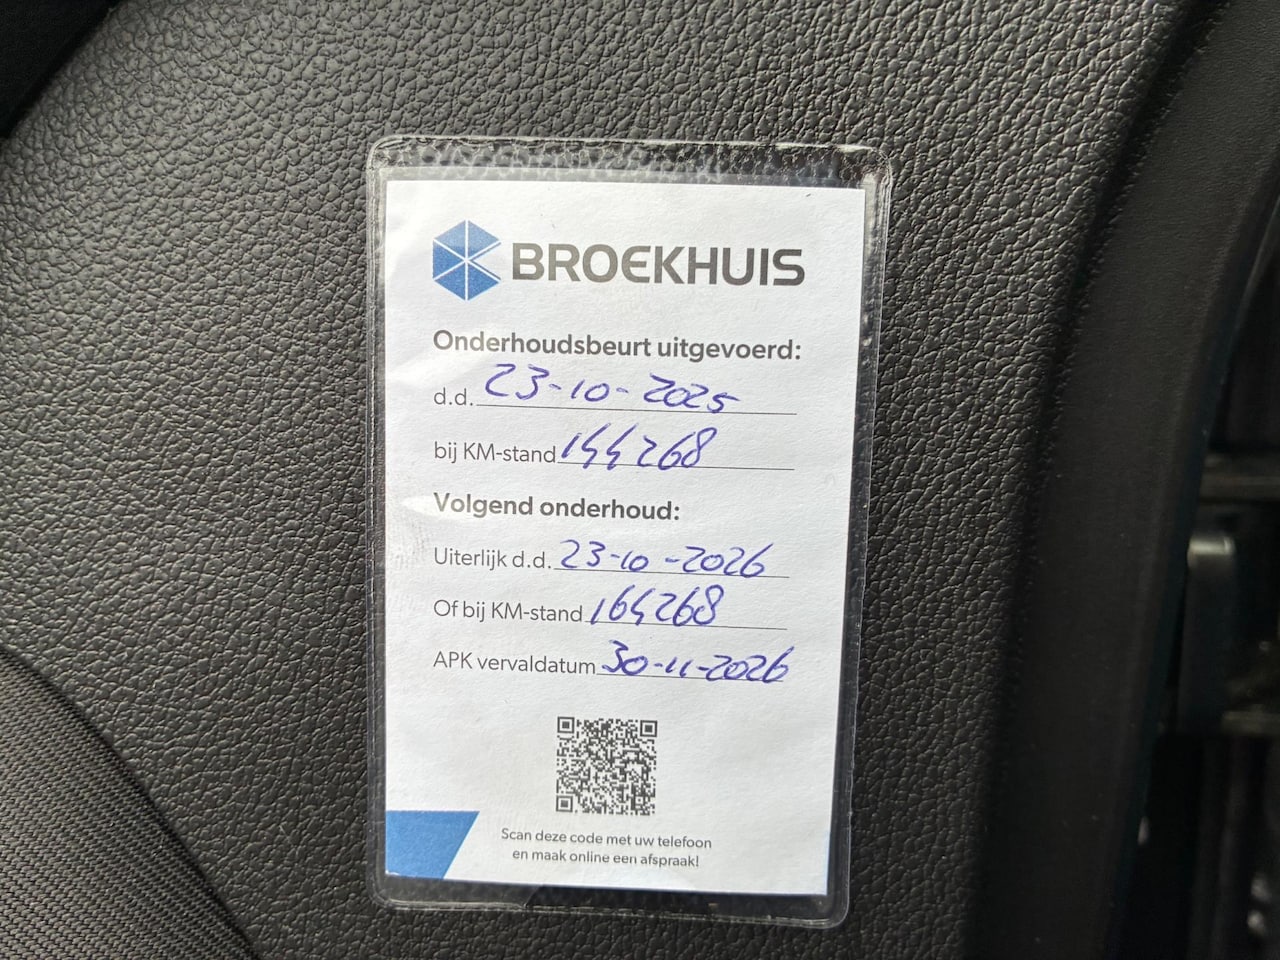 BROEKHUIS
Onderhoudsbeurt uitgevoerd:
d.d. 23-10-2025
bij KM-stand 144268
Volgend onderhoud:
Uiterlijk d.d. 23-10-2026
Of bij KM-stand 164268
APK vervaldatum 30-11-2026
Scan deze code met uw telefoon
en maak online een afspraak!